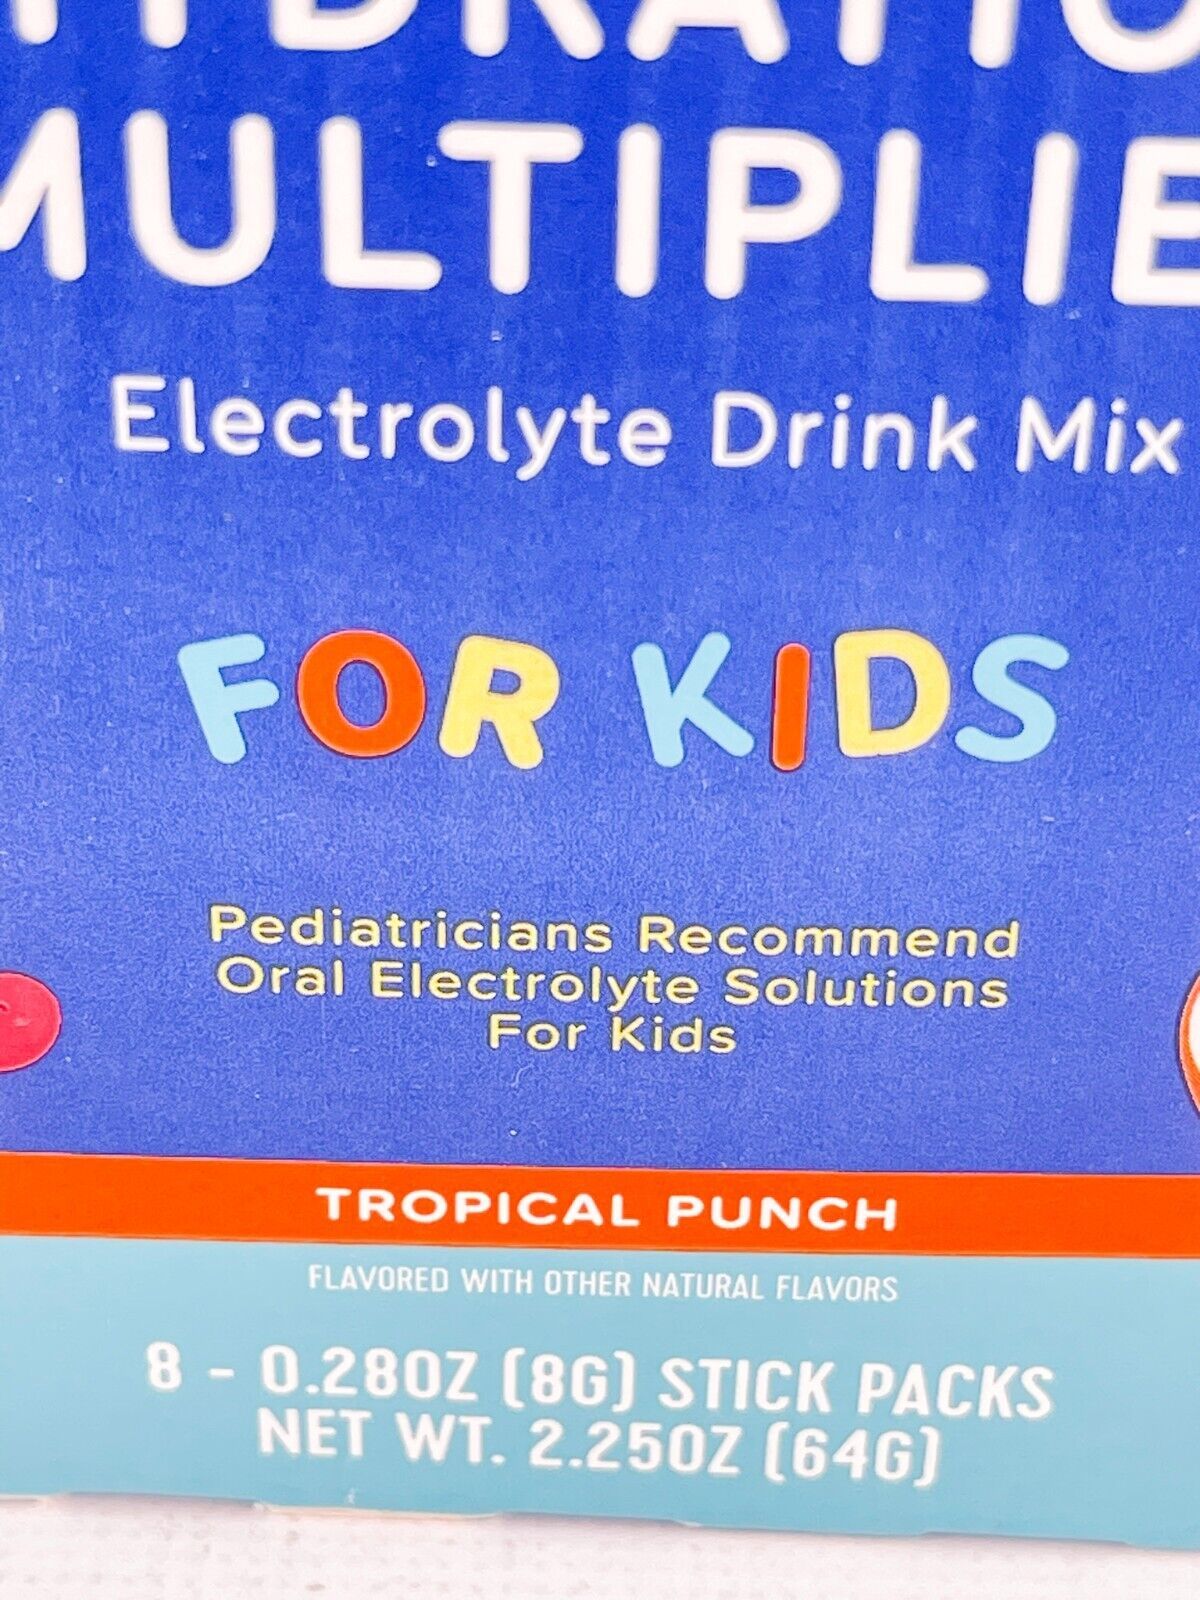 HYDRATIO
MULTIPLIE
Electrolyte Drink Mix
FOR KIDS
Pediatricians Recommend
Oral Electrolyte Solutions
For Kids
TROPICAL PUNCH
FLAVORED WITH OTHER NATURAL FLAVORS
8 - 0.28OZ (8G) STICK PACKS
NET WT. 2.25OZ (64G)